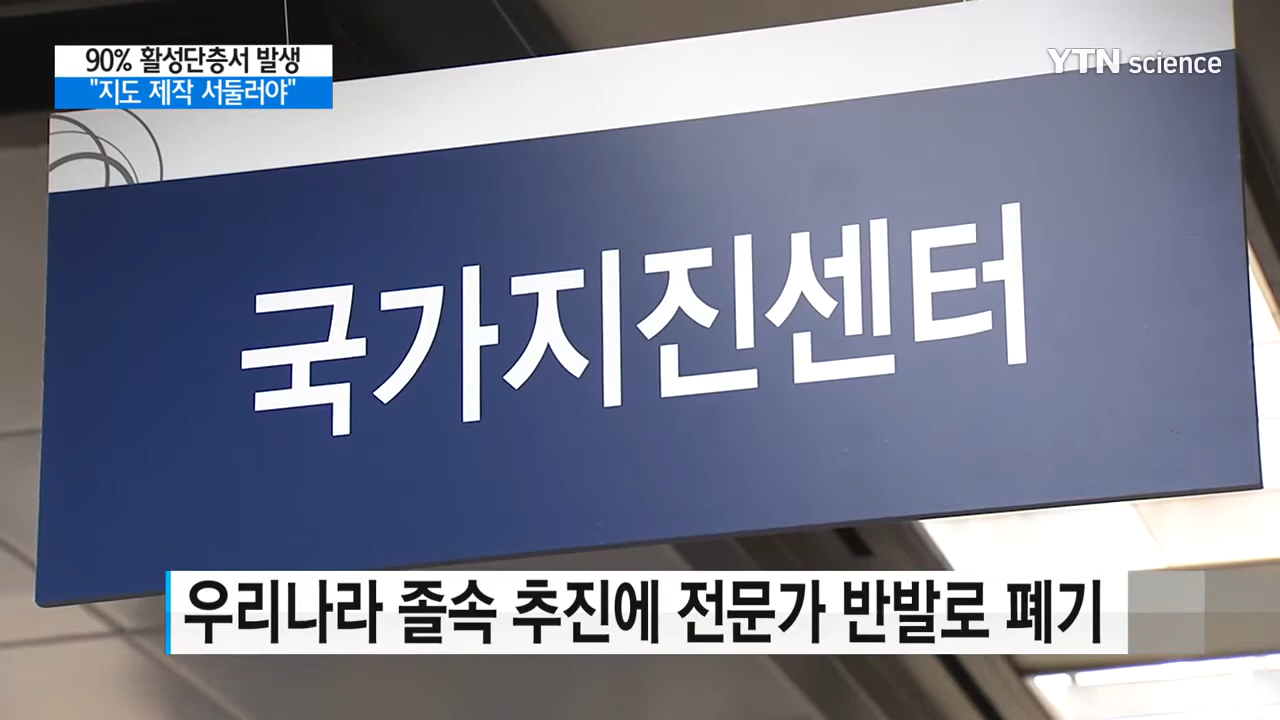 90% 활성단층서 발생
"지도 제작 서둘러야"
YTN science
국가지진센터
우리나라 졸속 추진에 전문가 반발로 폐기